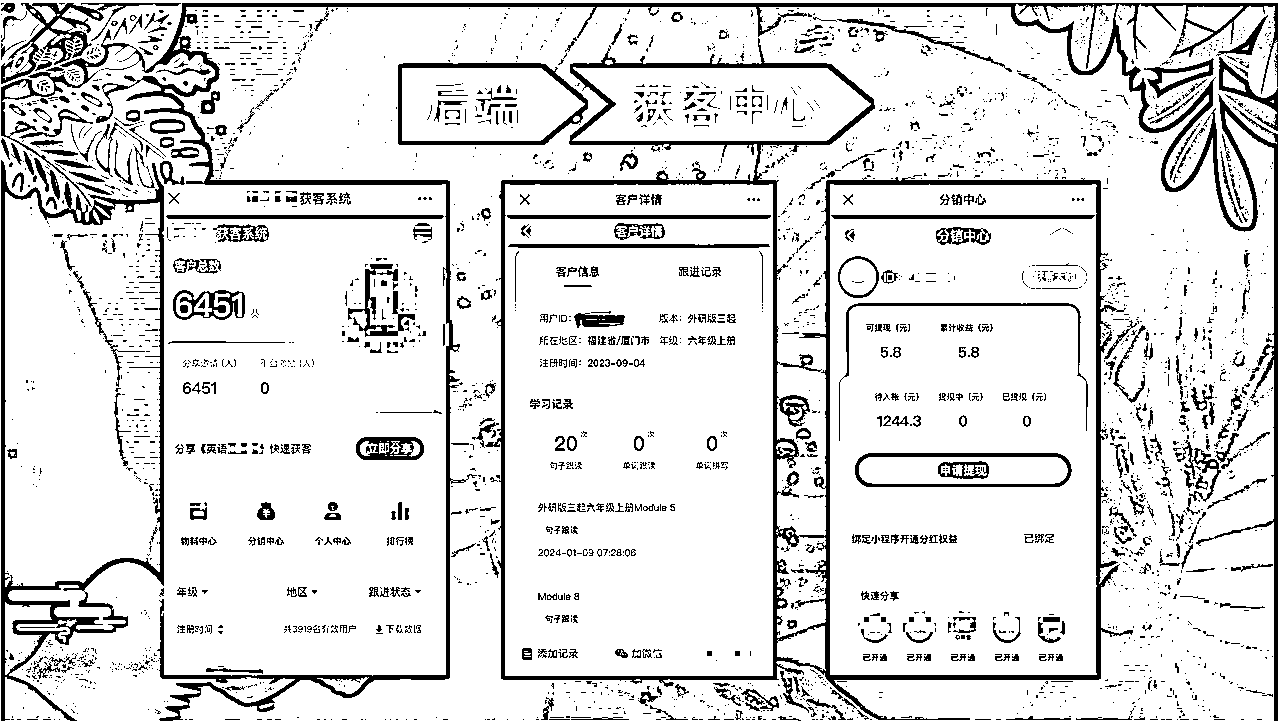 后端
获客中心
获客系统
获客系统
客户总数
6451 人
分享邀请（人）
平台邀约（人）
6451
0
分享《英语
快速获客
立即分享
物料中心
分销中心
个人中心
排行榜
年级
地区
跟进状态
注册时间
共3919名有效用户
下载数据
客户详情
客户详情
客户信息
跟进记录
用户ID：
版本：外研版三起
所在地区：福建省/厦门市
年级：六年级上册
注册时间：2023-09-04
学习记录
20次
0次
0次
句子跟读
单词跟读
单词拼写
外研版三起六年级上册Module 5
句子跟读
2024-01-09 07:28:06
Module 8
句子跟读
添加记录
加微信
分销中心
分销中心
ID:
可提现（元）
累计收益（元）
5.8
5.8
待入账（元）
提现中（元）
已提现（元）
1244.3
0
0
申请提现
绑定小程序开通分红权益
已绑定
快速分享
已开通
已开通
已开通
已开通
已开通